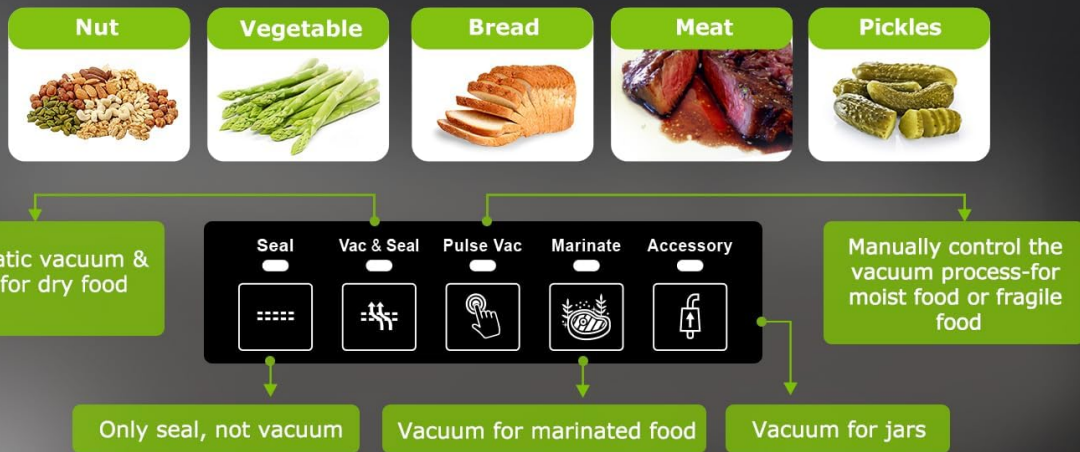 Nut
Vegetable
Bread
Meat
Pickles
vacuum &
for dry food
Seal
Vac & Seal
Pulse Vac
Marinate
Accessory
Manually control the
vacuum process-for
moist food or fragile
food
Only seal, not vacuum
Vacuum for marinated food
Vacuum for jars